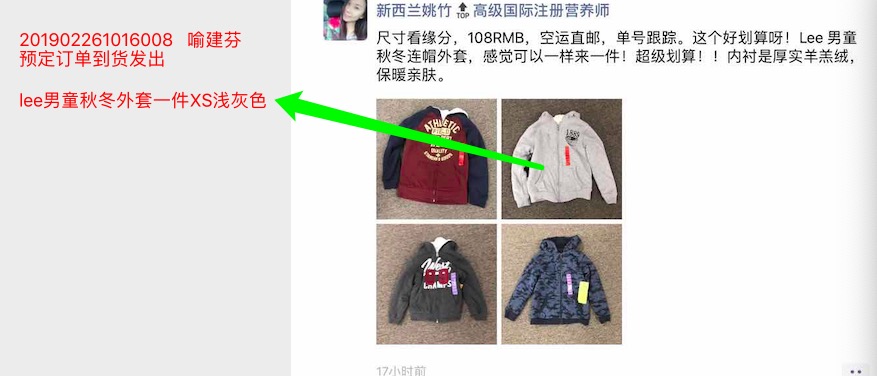 201902261016008 喻建芬
预定订单到货发出
lee男童秋冬外套一件XS浅灰色
新西兰姚竹 TOP 高级国际注册营养师
尺寸看缘分，108RMB，空运直邮，单号跟踪。这个好划算呀！Lee 男童
秋冬连帽外套，感觉可以一样来一件！超级划算！！内衬是厚实羊羔绒，
保暖亲肤。
ATHLETIC
QUALITY
1889
17小时前